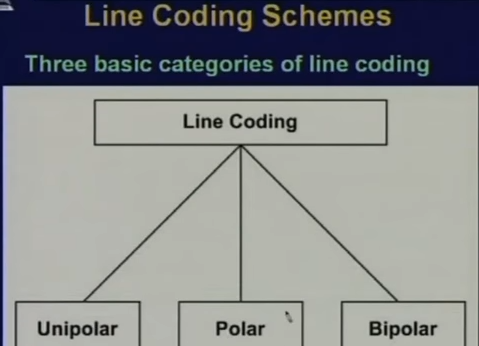 Line Coding Schemes
Three basic categories of line coding
Line Coding
Unipolar
Polar
Bipolar